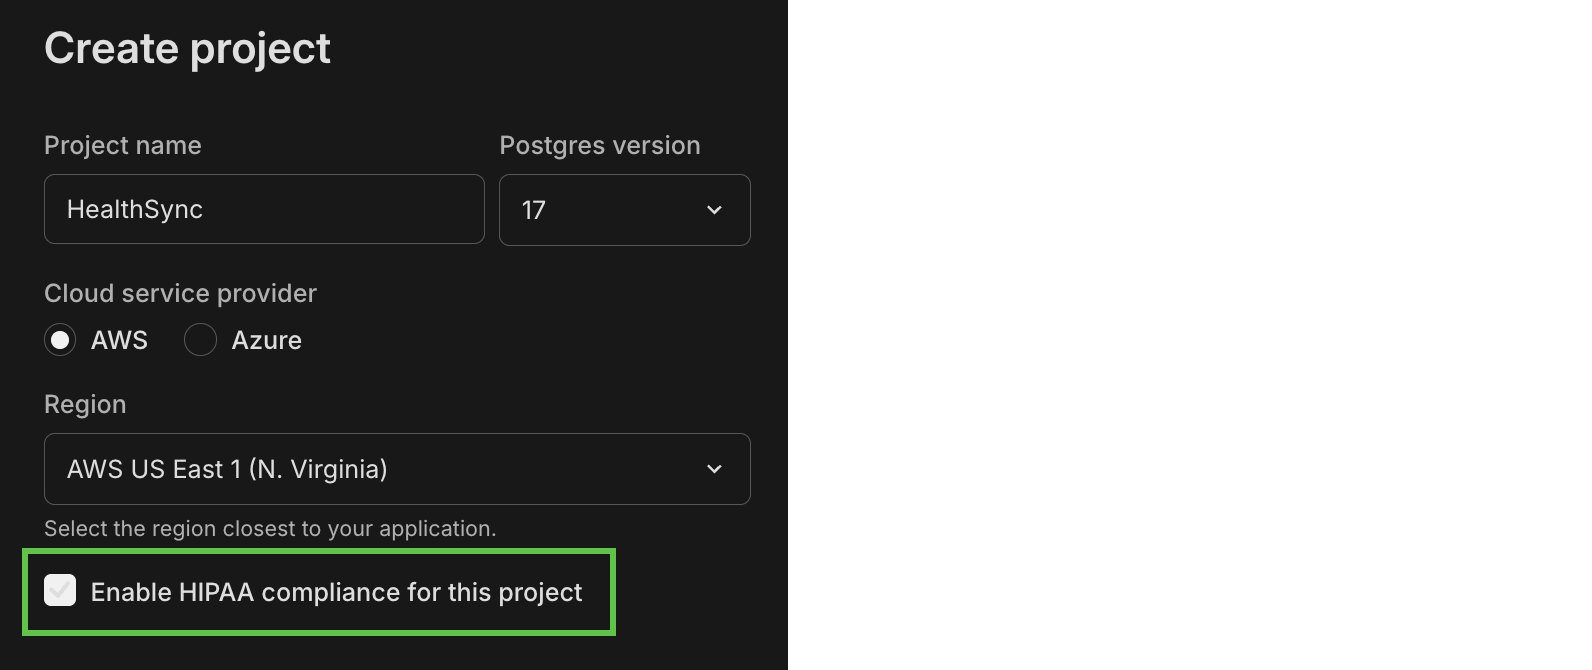 Create project
Project name
Postgres version
HealthSync
17
Cloud service provider
AWS
Azure
Region
AWS US East 1 (N. Virginia)
Select the region closest to your application.
Enable HIPAA compliance for this project